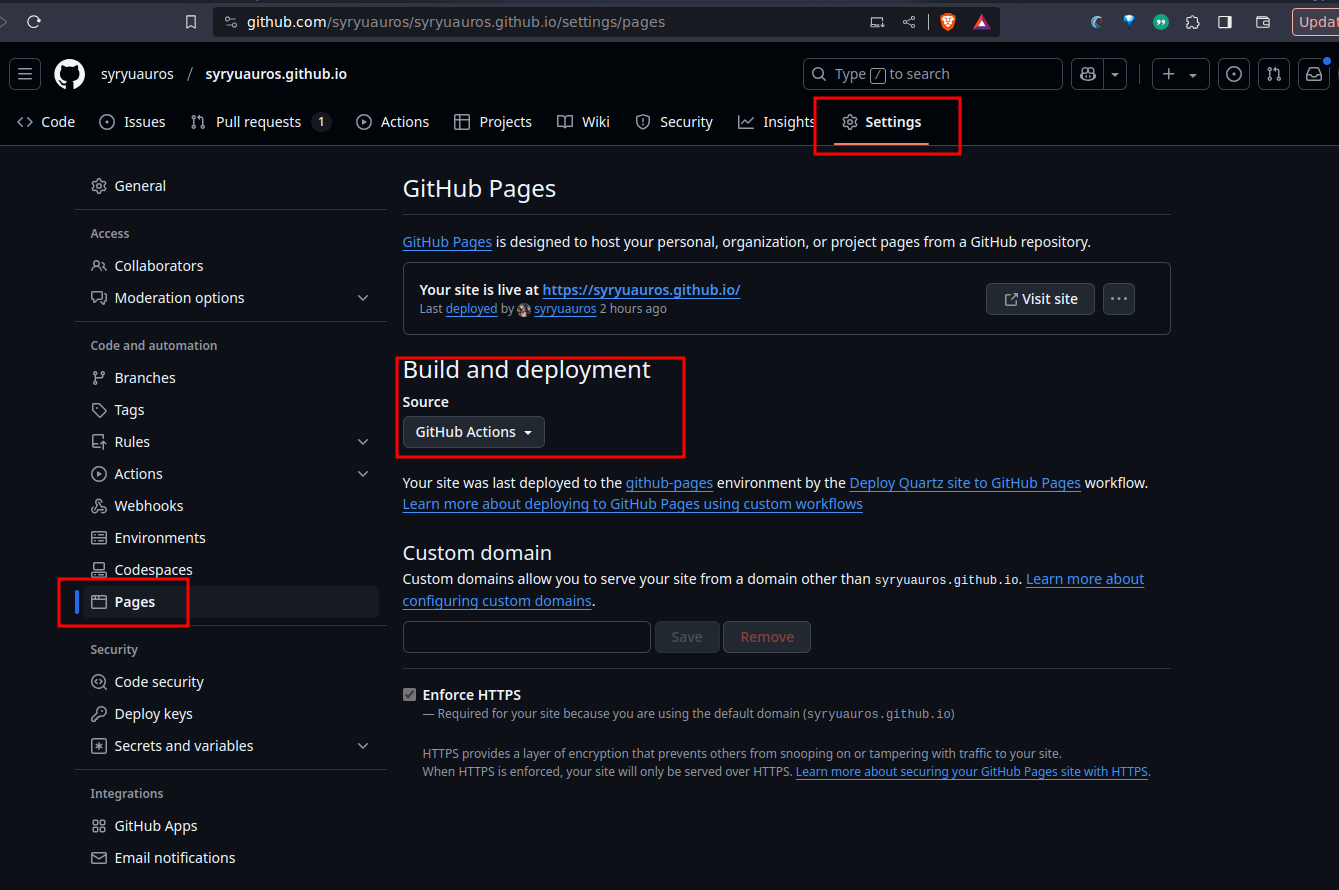 github.com/syryuauros/syryuauros.github.io/settings/pages
Updat
syryuauros / syryuauros.github.io
Type / to search
Code Issues Pull requests 1 Actions Projects Wiki Security Insights Settings
General
Access
Collaborators
Moderation options
Code and automation
Branches
Tags
Rules
Actions
Webhooks
Environments
Codespaces
Pages
Security
Code security
Deploy keys
Secrets and variables
Integrations
GitHub Apps
Email notifications
GitHub Pages
GitHub Pages is designed to host your personal, organization, or project pages from a GitHub repository.
Your site is live at https://syryuauros.github.io/
Last deployed by syryuauros 2 hours ago
Visit site
Build and deployment
Source
GitHub Actions
Your site was last deployed to the github-pages environment by the Deploy Quartz site to GitHub Pages workflow.
Learn more about deploying to GitHub Pages using custom workflows
Custom domain
Custom domains allow you to serve your site from a domain other than syryuauros.github.io. Learn more about
configuring custom domains.
Save Remove
Enforce HTTPS
— Required for your site because you are using the default domain (syryuauros.github.io)
HTTPS provides a layer of encryption that prevents others from snooping on or tampering with traffic to your site.
When HTTPS is enforced, your site will only be served over HTTPS. Learn more about securing your GitHub Pages site with HTTPS.